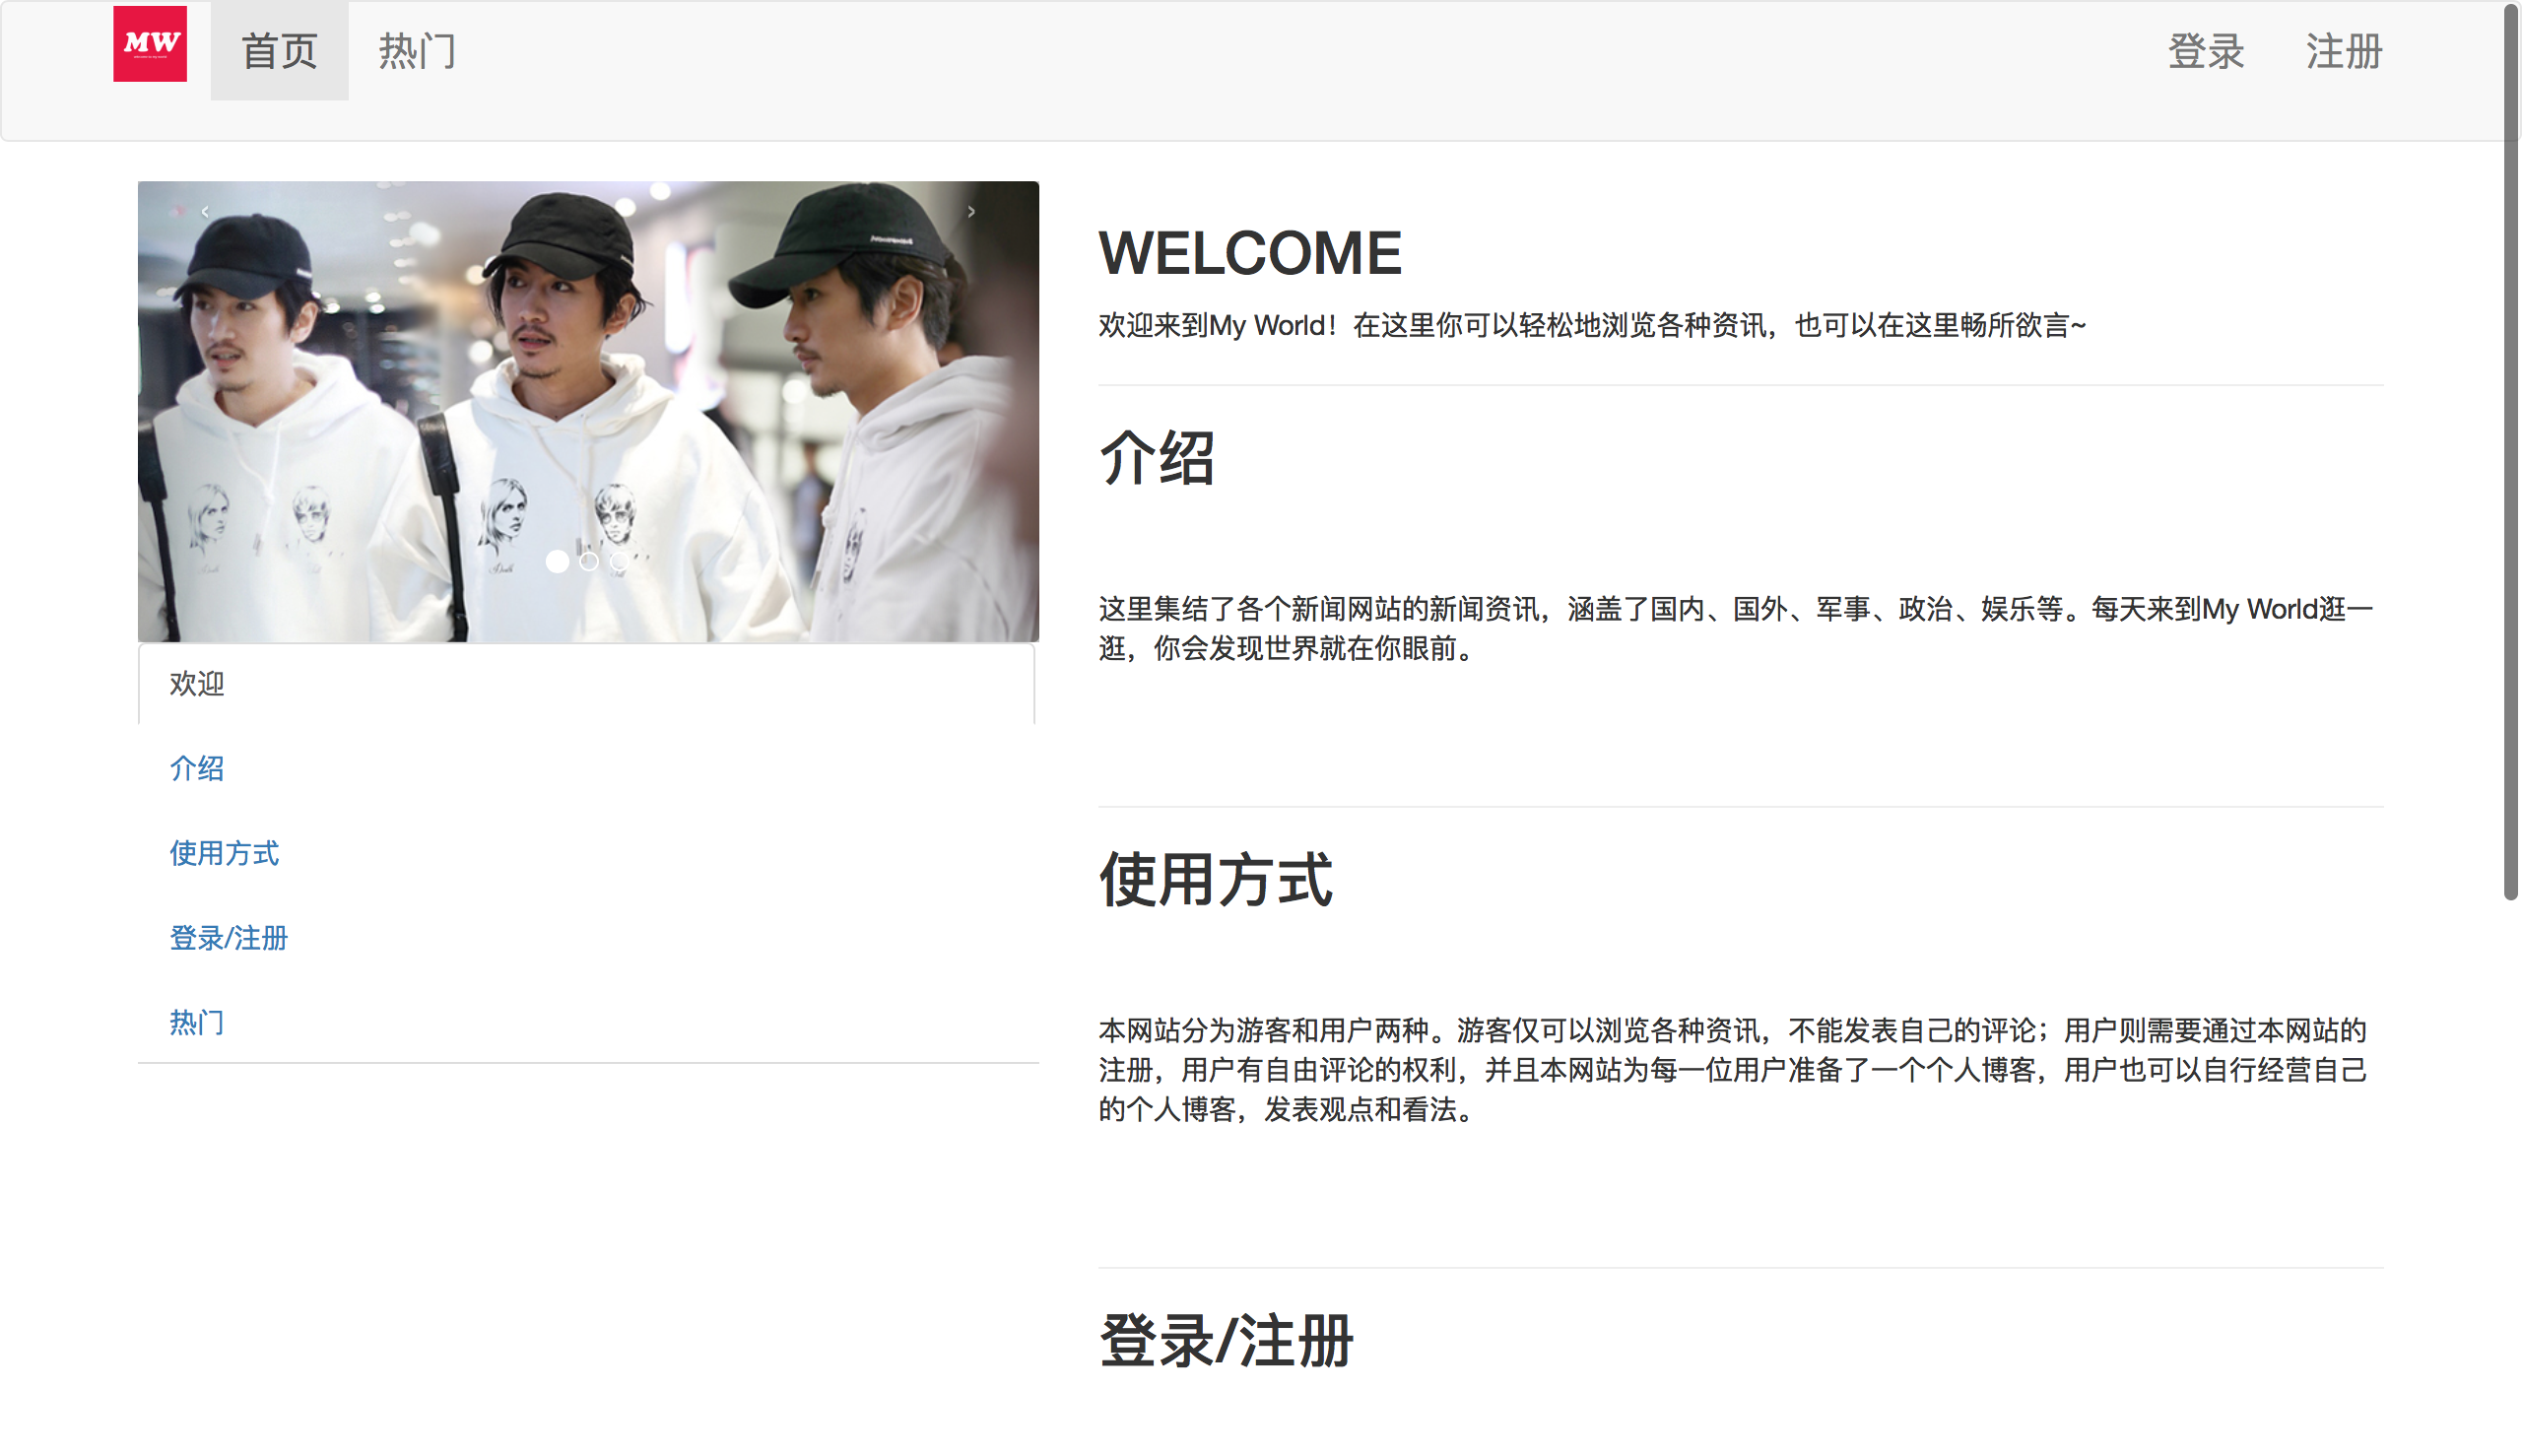 MW
首页
热门
登录
注册
WELCOME
欢迎来到My World！在这里你可以轻松地浏览各种资讯，也可以在这里畅所欲言~
介绍
这里集结了各个新闻网站的新闻资讯，涵盖了国内、国外、军事、政治、娱乐等。每天来到My World逛一
逛，你会发现世界就在你眼前。
欢迎
介绍
使用方式
登录/注册
热门
使用方式
本网站分为游客和用户两种。游客仅可以浏览各种资讯，不能发表自己的评论；用户则需要通过本网站的
注册，用户有自由评论的权利，并且本网站为每一位用户准备了一个个人博客，用户也可以自行经营自己
的个人博客，发表观点和看法。
登录/注册